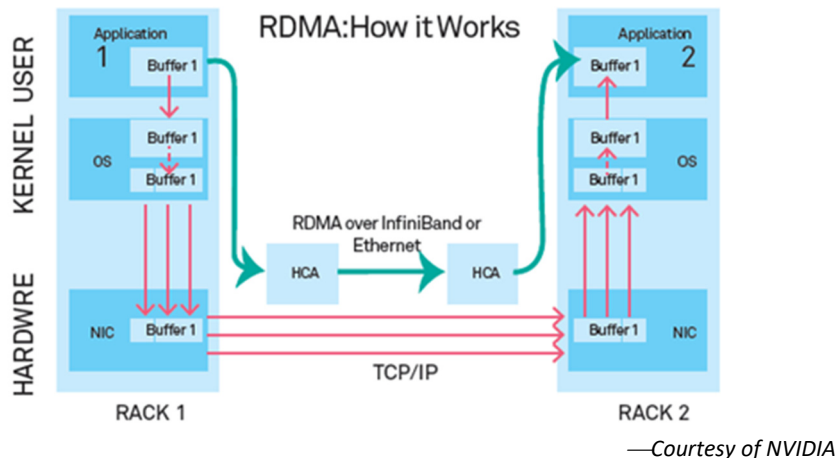 RDMA:How it Works
USER
KERNEL
HARDWRE
Application
1
Buffer 1
OS
Buffer 1
Buffer 1
NIC
Buffer 1
RACK 1
RDMA over InfiniBand or
Ethernet
HCA
HCA
TCP/IP
Application
2
Buffer 1
Buffer 1
OS
Buffer 1
Buffer 1
NIC
RACK 2
—Courtesy of NVIDIA